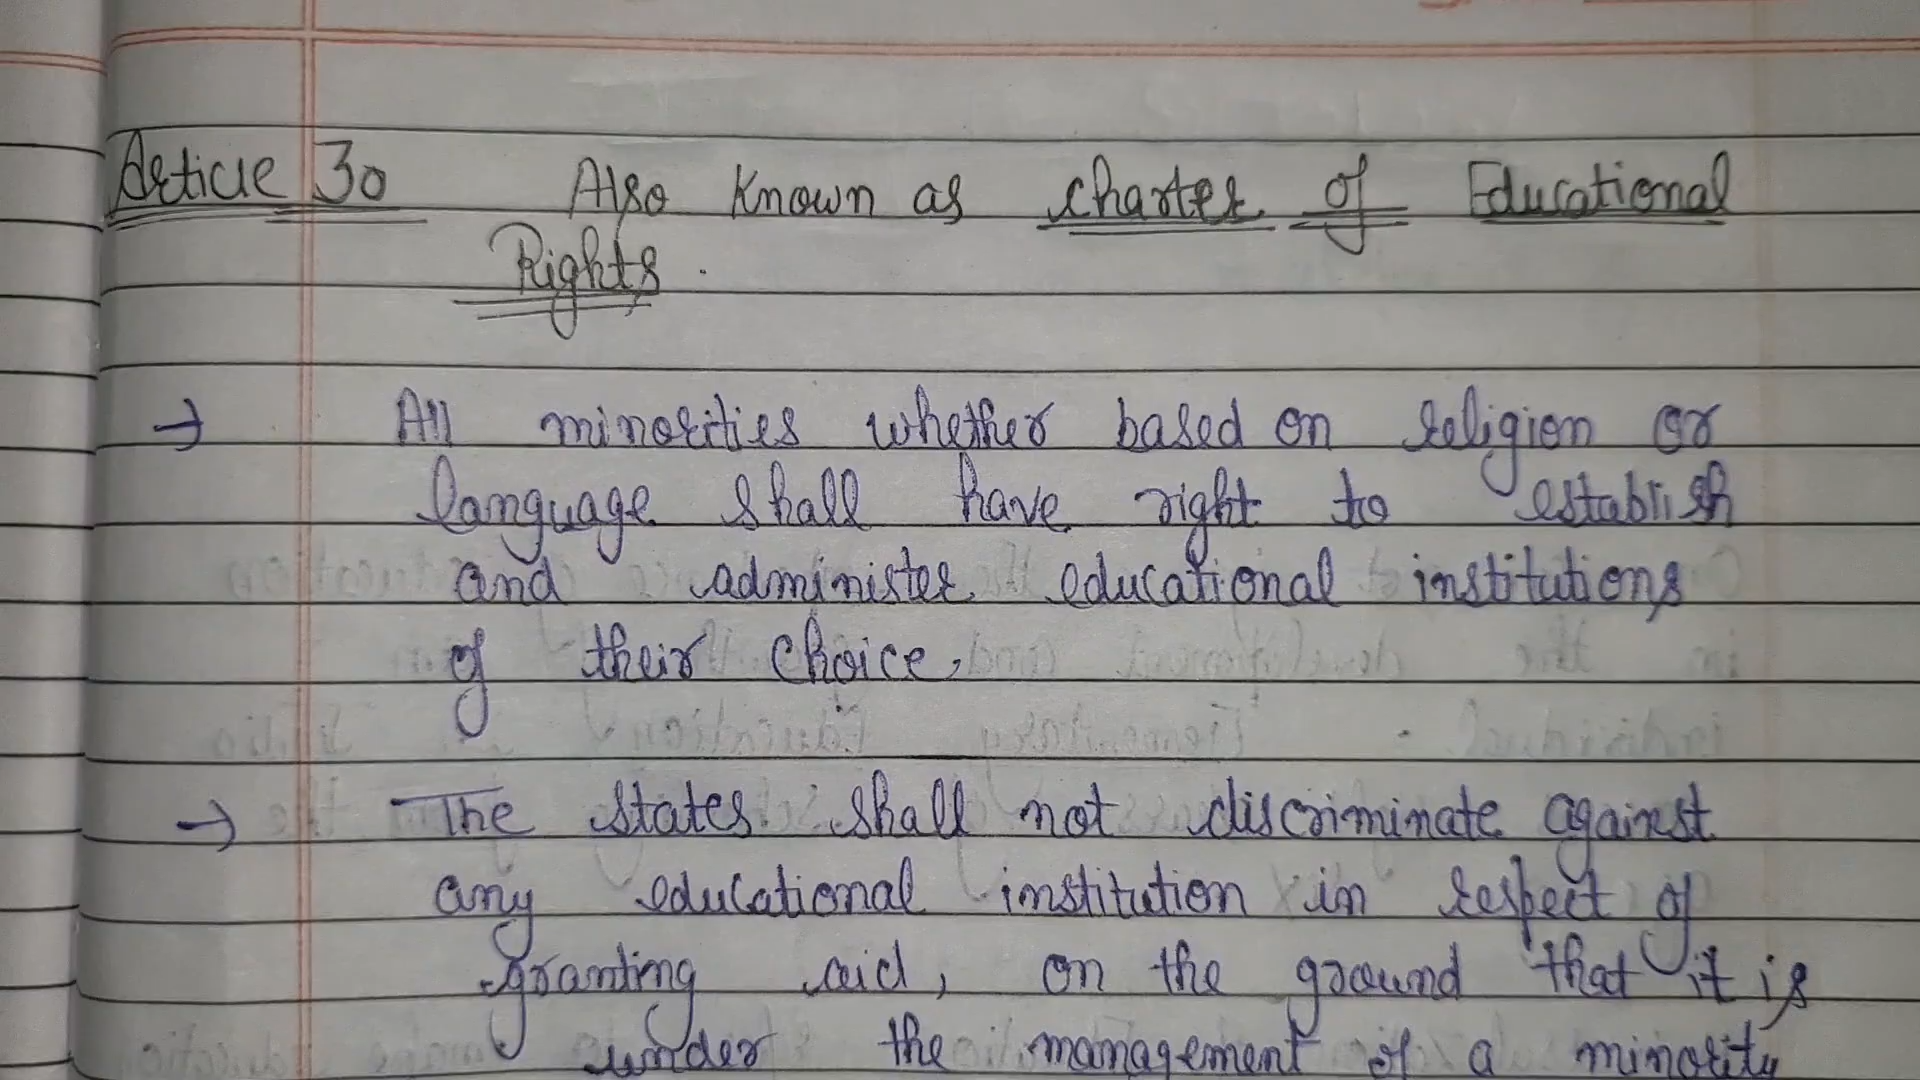 Article 30 Also Known as charter of Educational
Rights.
→ All minorities whether based on religion or
language shall have right to establish
and administer educational institutions
of their choice.
→ The states shall not discriminate against
any educational institution in respect of
granting aid, on the ground that it is
under the management of a minority